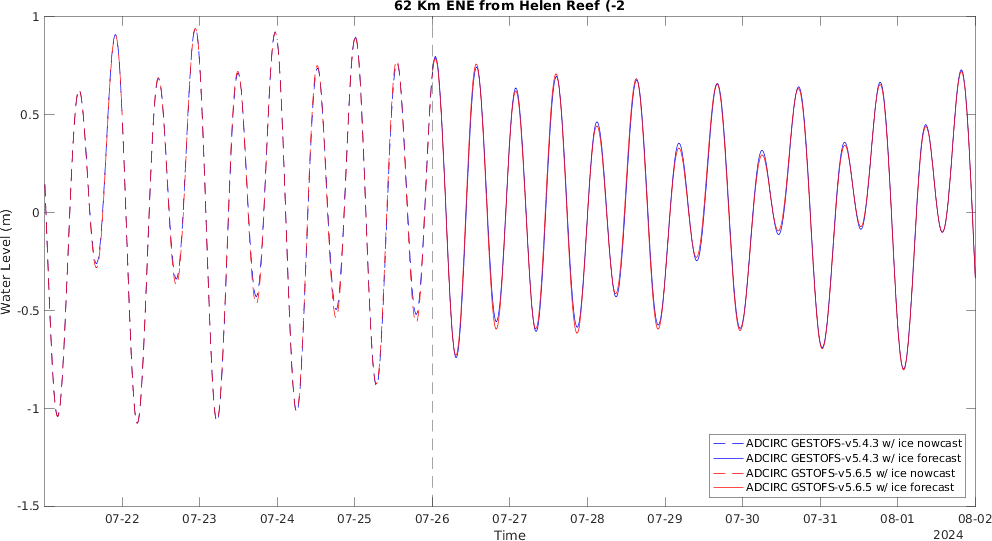 62 Km ENE from Helen Reef (-2
1
0.5
0
-0.5
-1
-1.5
Water Level (m)
ADCIRC GESTOFS-v5.4.3 w/ ice nowcast
ADCIRC GESTOFS-v5.4.3 w/ ice forecast
ADCIRC GSTOFS-v5.6.5 w/ ice nowcast
ADCIRC GSTOFS-v5.6.5 w/ ice forecast
07-22 07-23 07-24 07-25 07-26 07-27 07-28 07-29 07-30 07-31 08-01 08-02
Time
2024